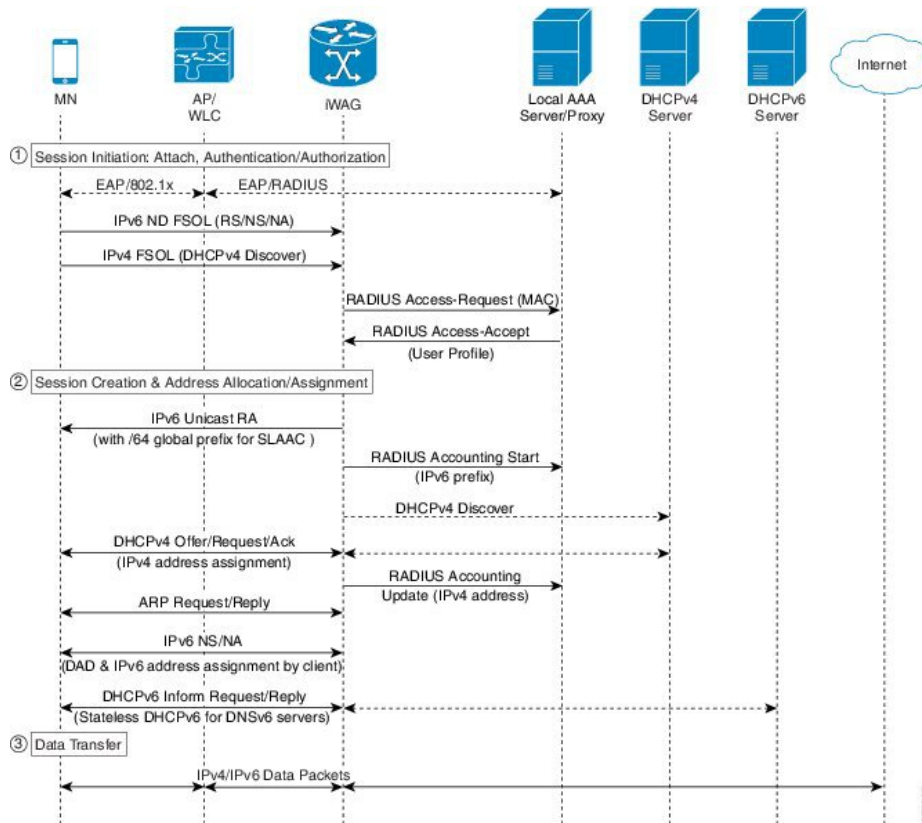 MN
AP/
WLC
iWAG
Local AAA
Server/Proxy
DHCPv4
Server
DHCPv6
Server
Internet
1 Session Initiation: Attach, Authentication/Authorization
EAP/802.1x
EAP/RADIUS
IPv6 ND FSOL (RS/NS/NA)
IPv4 FSOL (DHCPv4 Discover)
RADIUS Access-Request (MAC)
RADIUS Access-Accept
(User Profile)
2 Session Creation & Address Allocation/Assignment
IPv6 Unicast RA
(with /64 global prefix for SLAAC )
RADIUS Accounting Start
(IPv6 prefix)
DHCPv4 Discover
DHCPv4 Offer/Request/Ack
(IPv4 address assignment)
RADIUS Accounting
Update (IPv4 address)
ARP Request/Reply
IPv6 NS/NA
(DAD & IPv6 address assignment by client)
DHCPv6 Inform Request/Reply
(Stateless DHCPv6 for DNSv6 servers)
3 Data Transfer
IPv4/IPv6 Data Packets